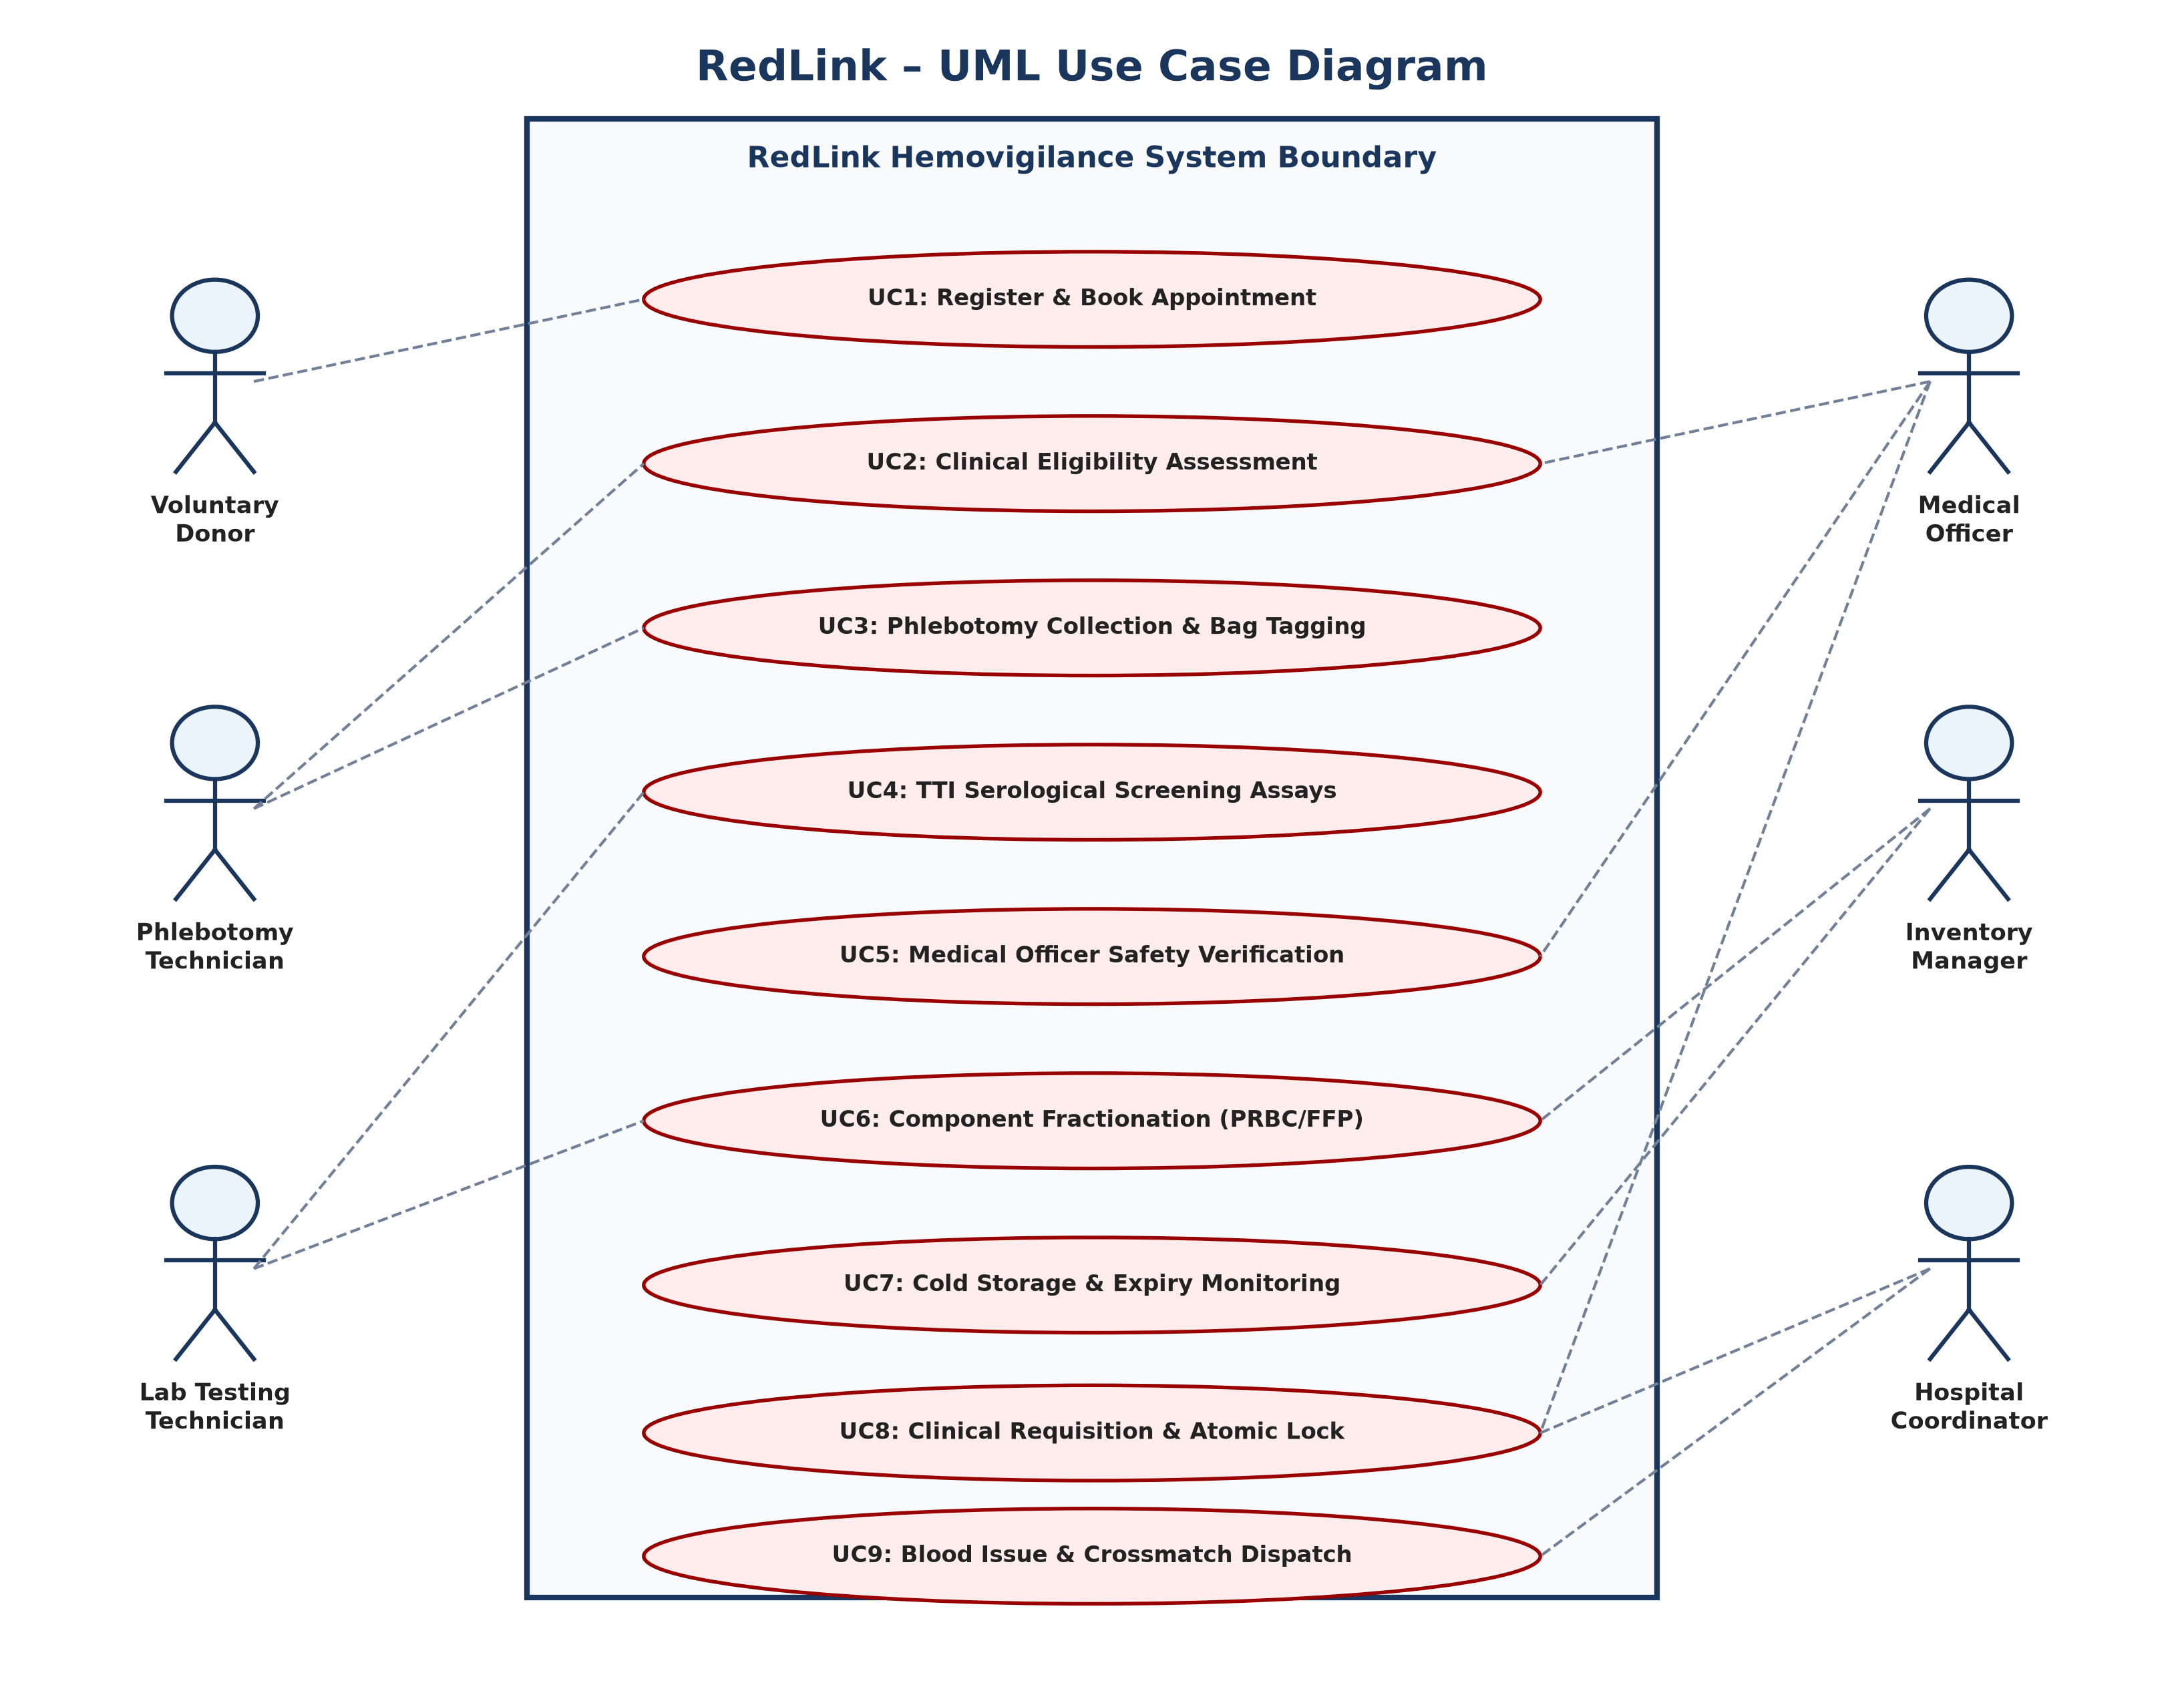 RedLink – UML Use Case Diagram
RedLink Hemovigilance System Boundary
UC1: Register & Book Appointment
UC2: Clinical Eligibility Assessment
UC3: Phlebotomy Collection & Bag Tagging
UC4: TTI Serological Screening Assays
UC5: Medical Officer Safety Verification
UC6: Component Fractionation (PRBC/FFP)
UC7: Cold Storage & Expiry Monitoring
UC8: Clinical Requisition & Atomic Lock
UC9: Blood Issue & Crossmatch Dispatch
Voluntary
Donor
Phlebotomy
Technician
Lab Testing
Technician
Medical
Officer
Inventory
Manager
Hospital
Coordinator